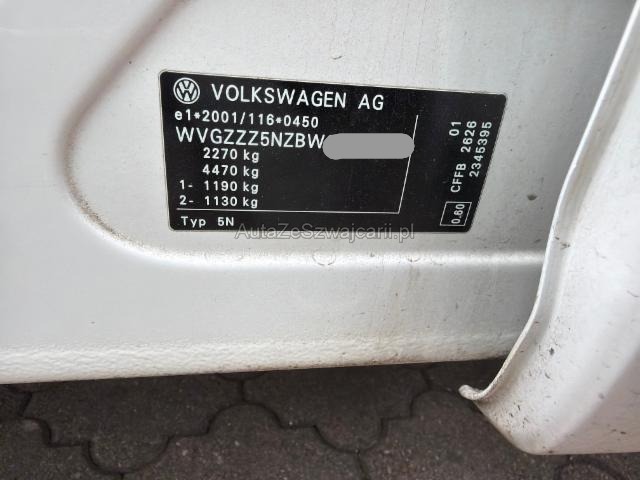 VOLKSWAGEN AG
e1*2001/116*0450
WVGZZZ5NZBW
2270 kg
4470 kg
1- 1190 kg
2- 1130 kg
Typ 5N
01
CFFB 2626
2345395
0.60
AutaZeSzwajcarii.pl